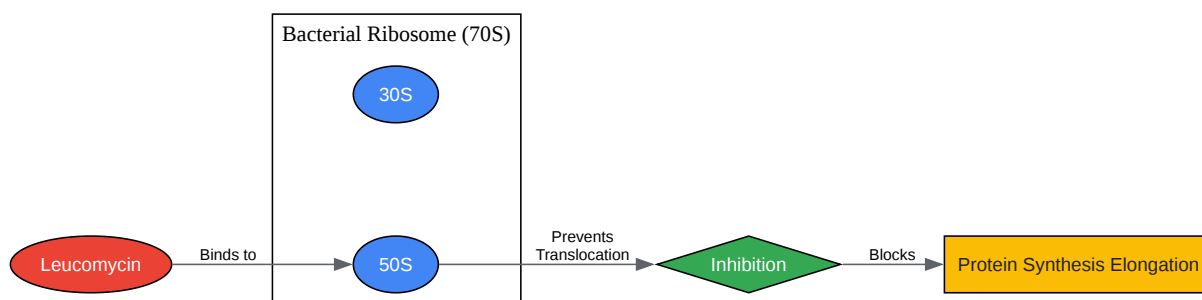 Bacterial Ribosome (70S)
30S
Leucomycin
Binds to
50S
Prevents
Translocation
Inhibition
Blocks
Protein Synthesis Elongation